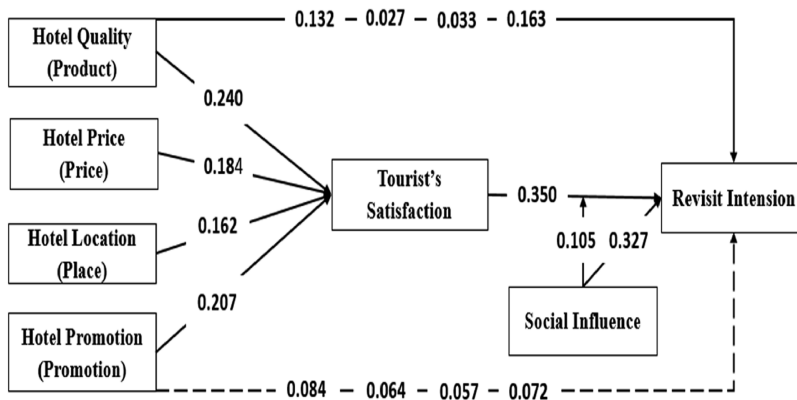 0.132 – 0.027 – 0.033 – 0.163
Hotel Quality
(Product)
0.240
Hotel Price
(Price)
0.184
Tourist's
Satisfaction
0.350
Revisit Intension
0.162
Hotel Location
(Place)
0.105 0.327
0.207
Social Influence
Hotel Promotion
(Promotion)
0.084 – 0.064 – 0.057 – 0.072